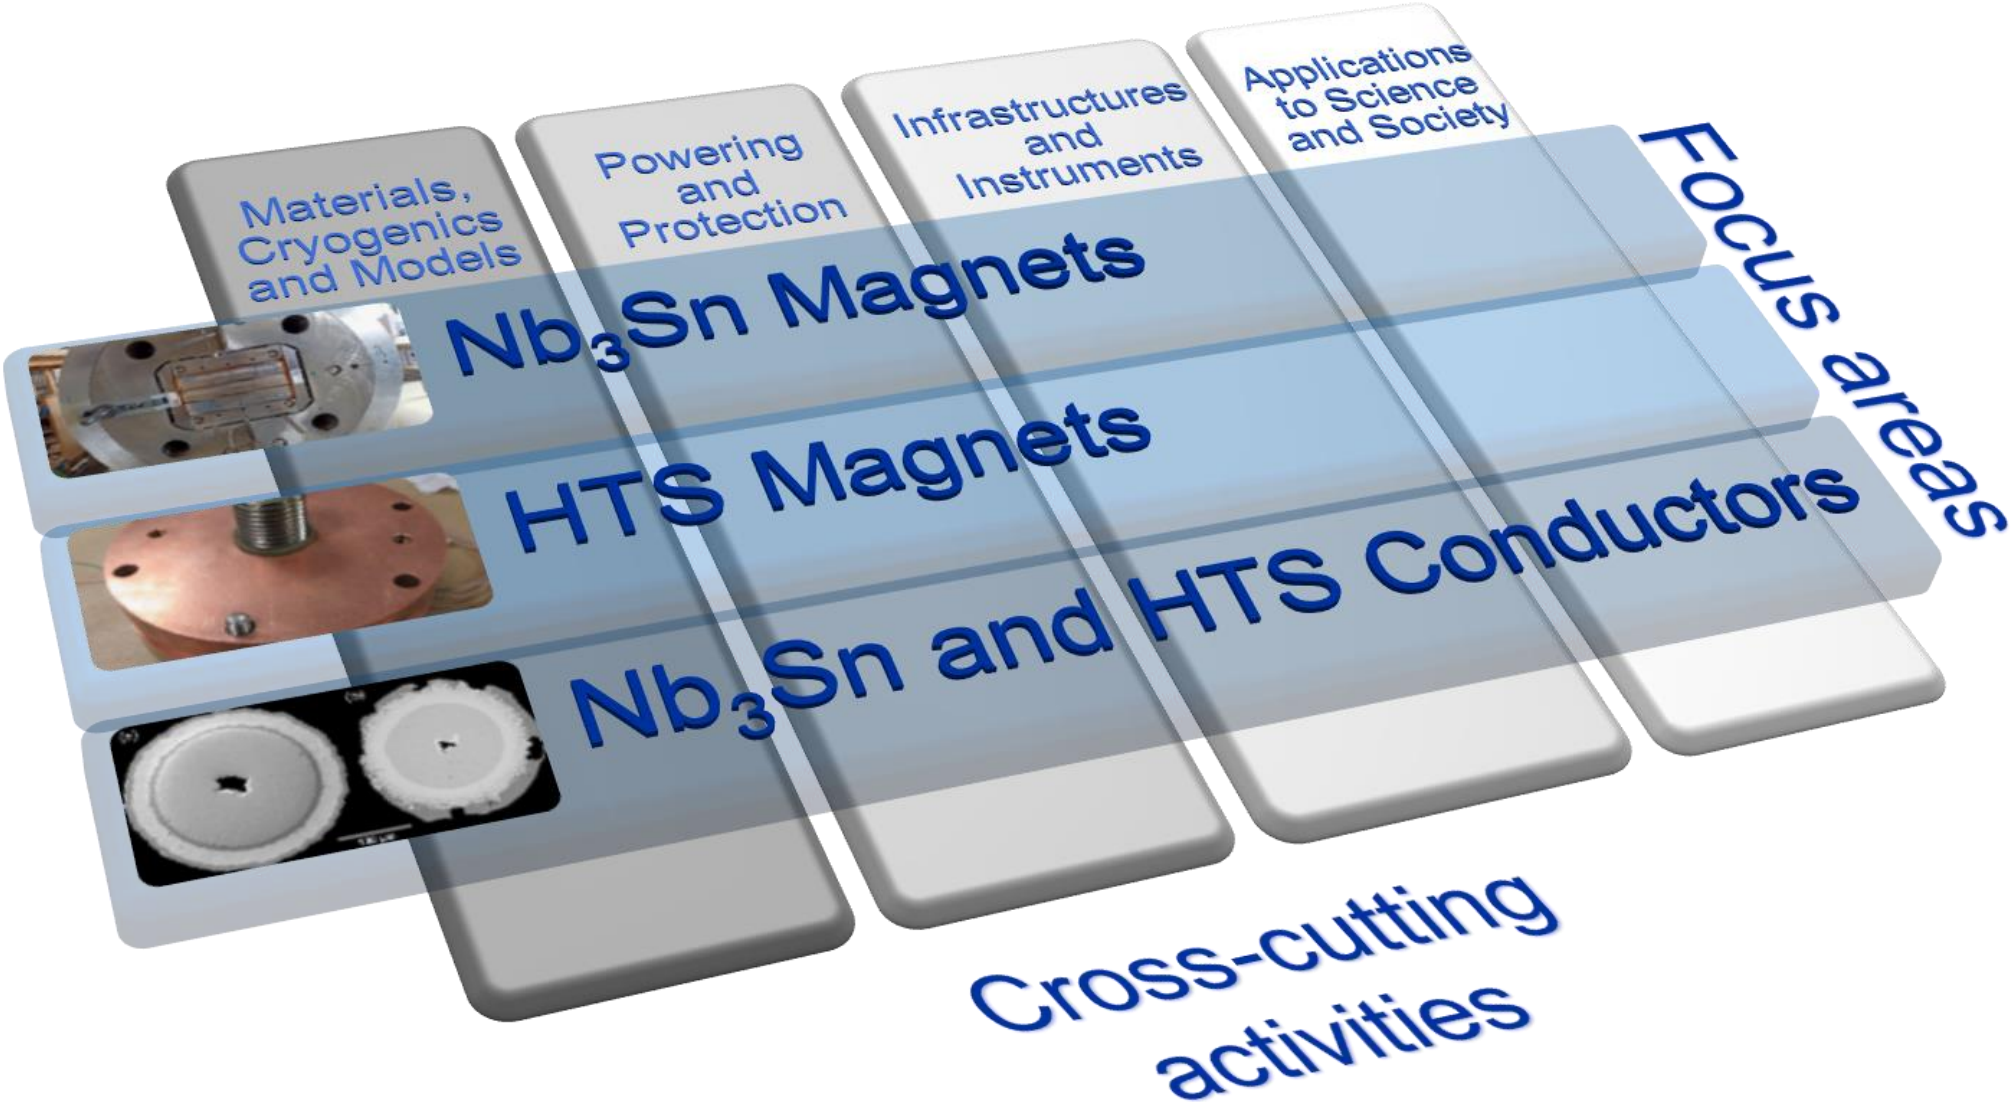 Materials,
Cryogenics
and Models
Powering
and
Protection
Infrastructures
and
Instruments
Applications
to Science
and Society
Focus areas
Nb₃Sn Magnets
HTS Magnets
Nb₃Sn and HTS Conductors
Cross-cutting
activities